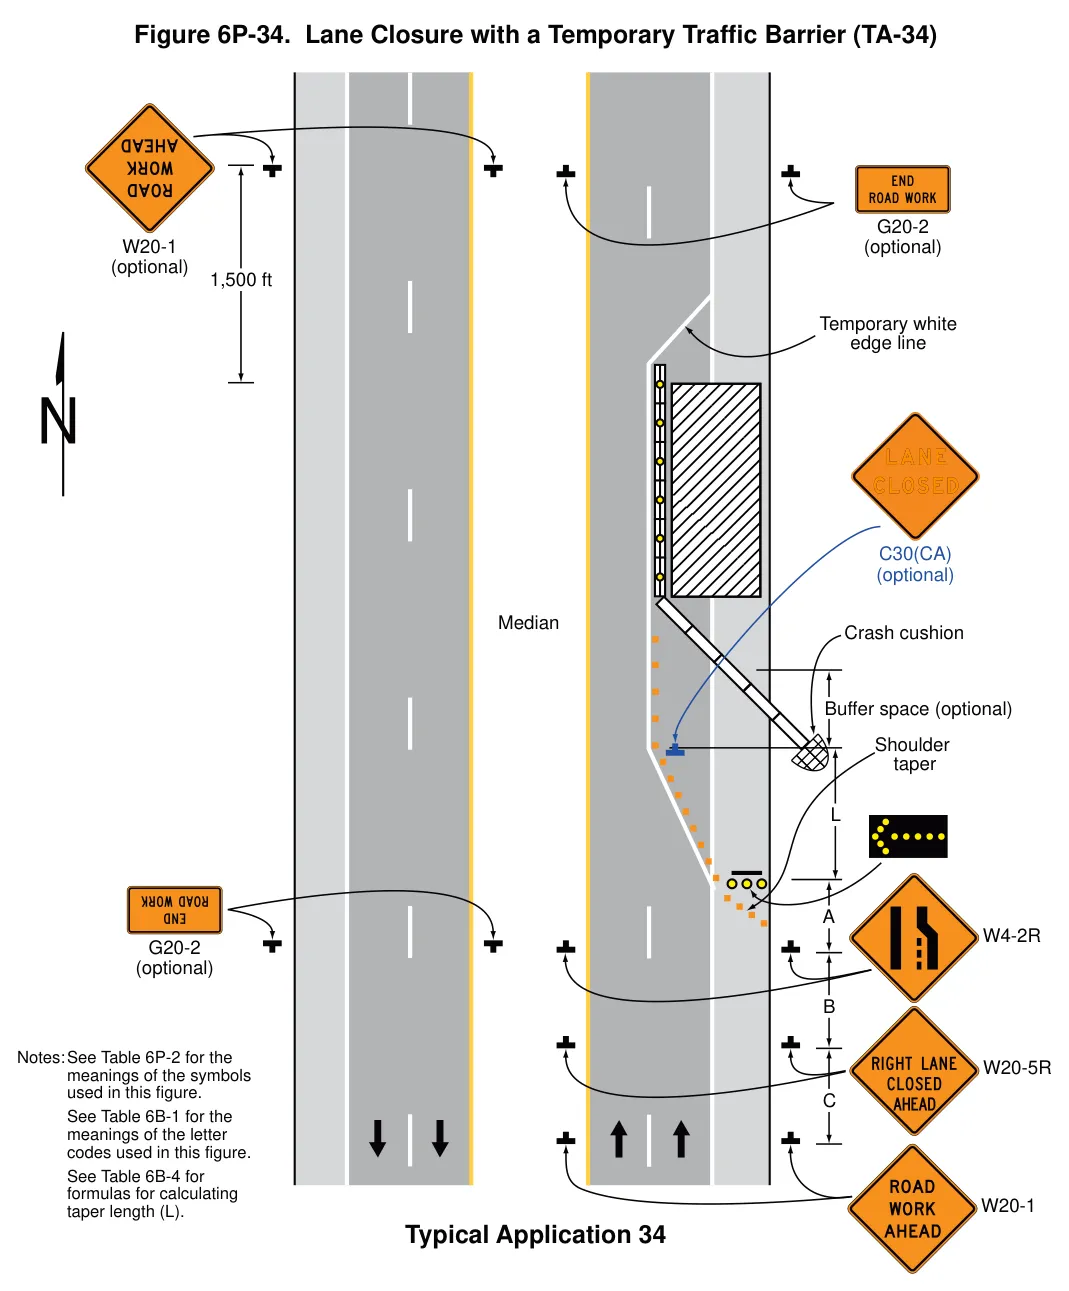 Figure 6P-34. Lane Closure with a Temporary Traffic Barrier (TA-34)
ROAD
WORK
AHEAD
W20-1
(optional)
1,500 ft
END
ROAD WORK
G20-2
(optional)
Temporary white
edge line
N
LANE
CLOSED
C30(CA)
(optional)
Median
Crash cushion
Buffer space (optional)
Shoulder
taper
L
A
W4-2R
END
ROAD WORK
G20-2
(optional)
B
RIGHT LANE
CLOSED
AHEAD
W20-5R
C
Notes: See Table 6P-2 for the
meanings of the symbols
used in this figure.
See Table 6B-1 for the
meanings of the letter
codes used in this figure.
See Table 6B-4 for
formulas for calculating
taper length (L).
ROAD
WORK
AHEAD
W20-1
Typical Application 34